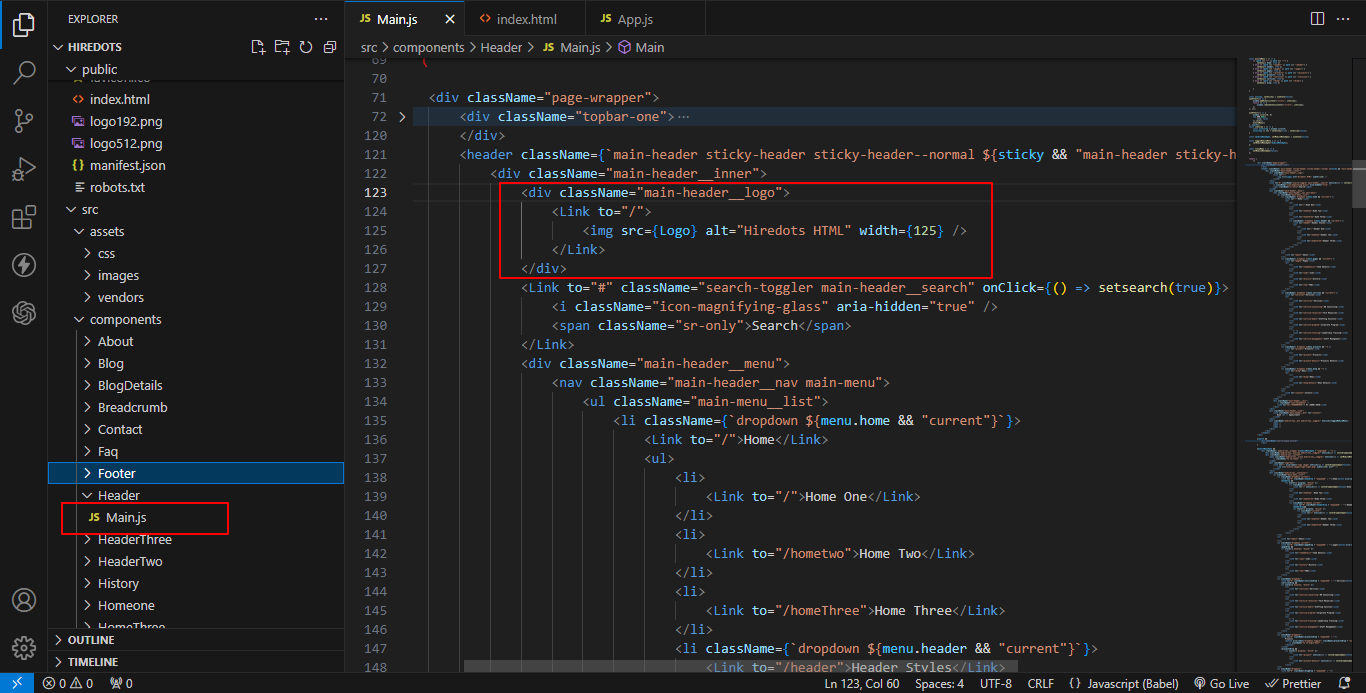 EXPLORER
HIREDOTS
public
index.html
logo192.png
logo512.png
manifest.json
robots.txt
src
assets
css
images
vendors
components
About
Blog
BlogDetails
Breadcrumb
Contact
Faq
Footer
Header
JS Main.js
HeaderThree
HeaderTwo
History
Homeone
HomeThree
OUTLINE
TIMELINE
JS Main.js
<> index.html
JS App.js
src > components > Header > JS Main.js > Main
69 (
70
71 <div className="page-wrapper">
72 <div className="topbar-one">…
120 </div>
121 <header className={`main-header sticky-header sticky-header--normal ${sticky && "main-header sticky-h
122 <div className="main-header__inner">
123 <div className="main-header__logo">
124 <Link to="/">
125 <img src={Logo} alt="Hiredots HTML" width={125} />
126 </Link>
127 </div>
128 <Link to="#" className="search-toggler main-header__search" onClick={() => setsearch(true)}>
129 <i className="icon-magnifying-glass" aria-hidden="true" />
130 <span className="sr-only">Search</span>
131 </Link>
132 <div className="main-header__menu">
133 <nav className="main-header__nav main-menu">
134 <ul className="main-menu__list">
135 <li className={`dropdown ${menu.home && "current"}`}>
136 <Link to="/">Home</Link>
137 <ul>
138 <li>
139 <Link to="/">Home One</Link>
140 </li>
141 <li>
142 <Link to="/hometwo">Home Two</Link>
143 </li>
144 <li>
145 <Link to="/homeThree">Home Three</Link>
146 </li>
147 <li className={`dropdown ${menu.header && "current"}`}>
148 <Link to="/header">Header Styles</Link>
0 0 0
Ln 123, Col 60
Spaces: 4
UTF-8
CRLF
{} Javascript (Babel)
Go Live
Prettier